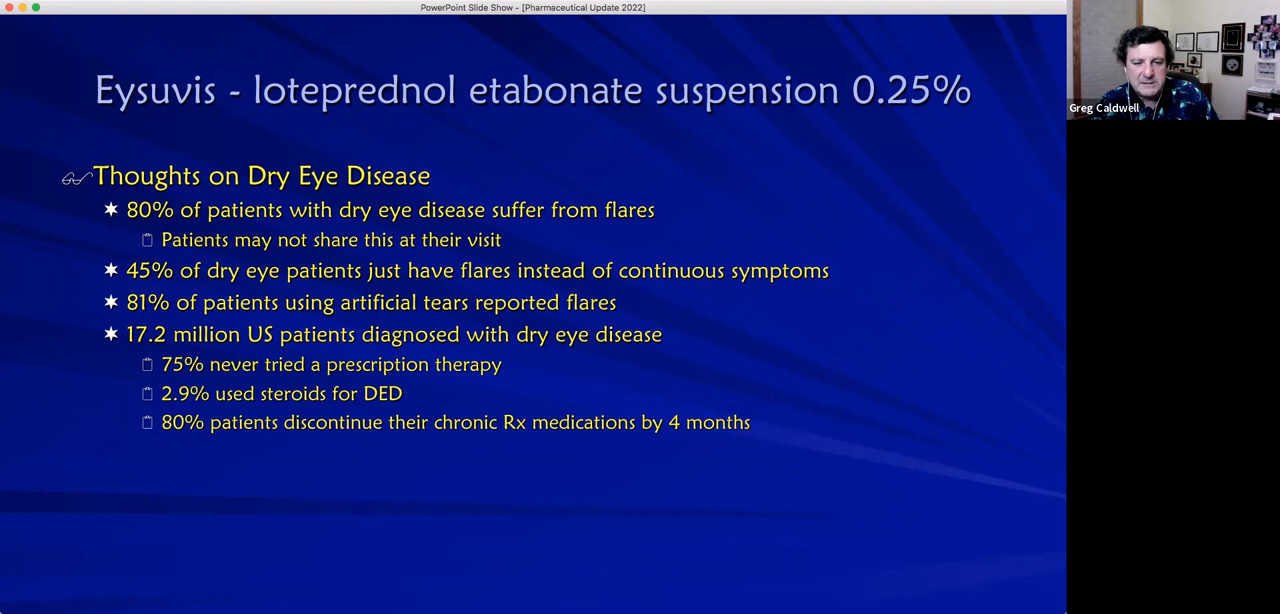 PowerPoint Slide Show - [Pharmaceutical Update 2022]
Eysuvis - loteprednol etabonate suspension 0.25%
Thoughts on Dry Eye Disease
80% of patients with dry eye disease suffer from flares
Patients may not share this at their visit
45% of dry eye patients just have flares instead of continuous symptoms
81% of patients using artificial tears reported flares
17.2 million US patients diagnosed with dry eye disease
75% never tried a prescription therapy
2.9% used steroids for DED
80% patients discontinue their chronic Rx medications by 4 months
Greg Caldwell